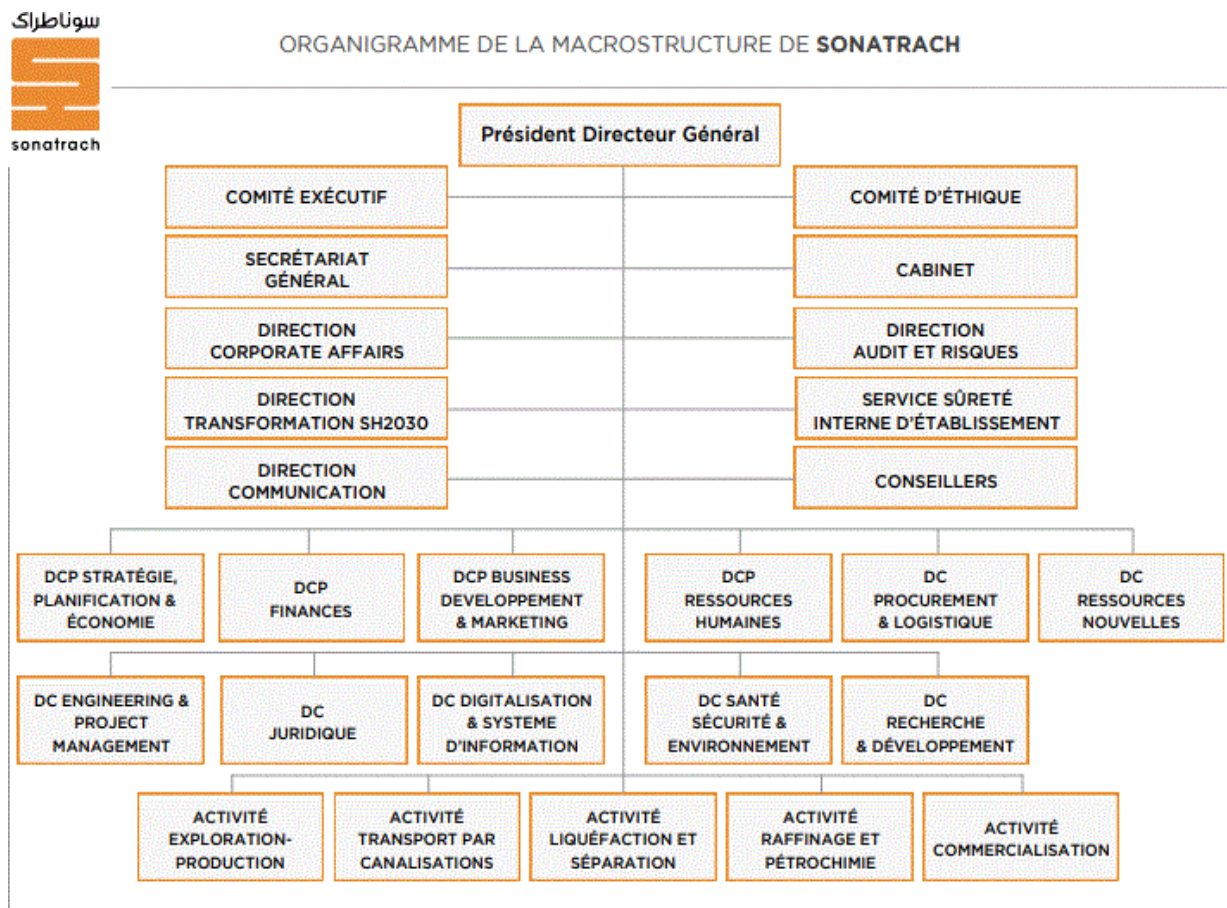 سوناطراك
sonatrach
ORGANIGRAMME DE LA MACROSTRUCTURE DE SONATRACH
Président Directeur Général
COMITÉ EXÉCUTIF
COMITÉ D'ÉTHIQUE
SECRÉTARIAT
GÉNÉRAL
CABINET
DIRECTION
CORPORATE AFFAIRS
DIRECTION
AUDIT ET RISQUES
DIRECTION
TRANSFORMATION SH2030
SERVICE SÛRETÉ
INTERNE D'ÉTABLISSEMENT
DIRECTION
COMMUNICATION
CONSEILLERS
DCP STRATÉGIE,
PLANIFICATION &
ÉCONOMIE
DCP
FINANCES
DCP BUSINESS
DEVELOPPEMENT
& MARKETING
DCP
RESSOURCES
HUMAINES
DC
PROCUREMENT
& LOGISTIQUE
DC
RESSOURCES
NOUVELLES
DC ENGINEERING &
PROJECT
MANAGEMENT
DC
JURIDIQUE
DC DIGITALISATION
& SYSTEME
D'INFORMATION
DC SANTÉ
SÉCURITÉ &
ENVIRONNEMENT
DC
RECHERCHE
& DÉVELOPPEMENT
ACTIVITÉ
EXPLORATION-
PRODUCTION
ACTIVITÉ
TRANSPORT PAR
CANALISATIONS
ACTIVITÉ
LIQUÉFACTION ET
SÉPARATION
ACTIVITÉ
RAFFINAGE ET
PÉTROCHIMIE
ACTIVITÉ
COMMERCIALISATION